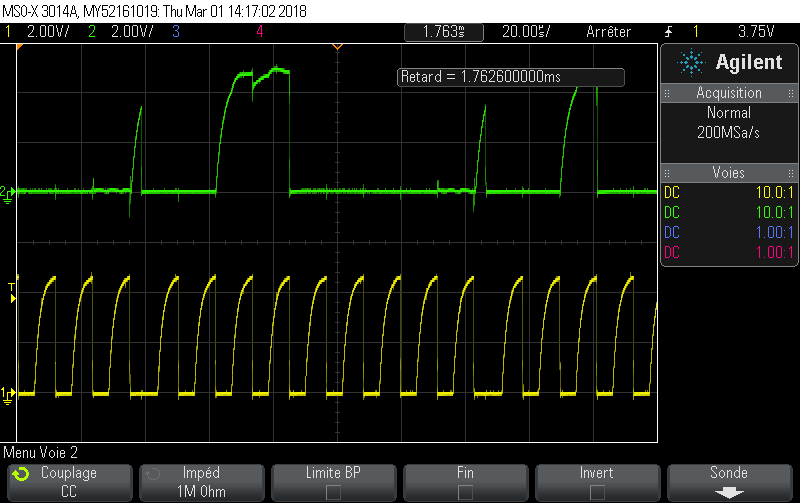 MSO-X 3014A, MY52161019: Thu Mar 01 14:17:02 2018
1 2.00V/ 2 2.00V/ 3 4 1.763ms 20.00s/ Arrêter 1 3.75V
Retard = 1.762600000ms
Agilent
Acquisition
Normal
200MSa/s
Voies
DC 10.0:1
DC 10.0:1
DC 1.00:1
DC 1.00:1
2
T
1
Menu Voie 2
Couplage Impéd Limite BP Fin Invert Sonde
CC 1M Ohm